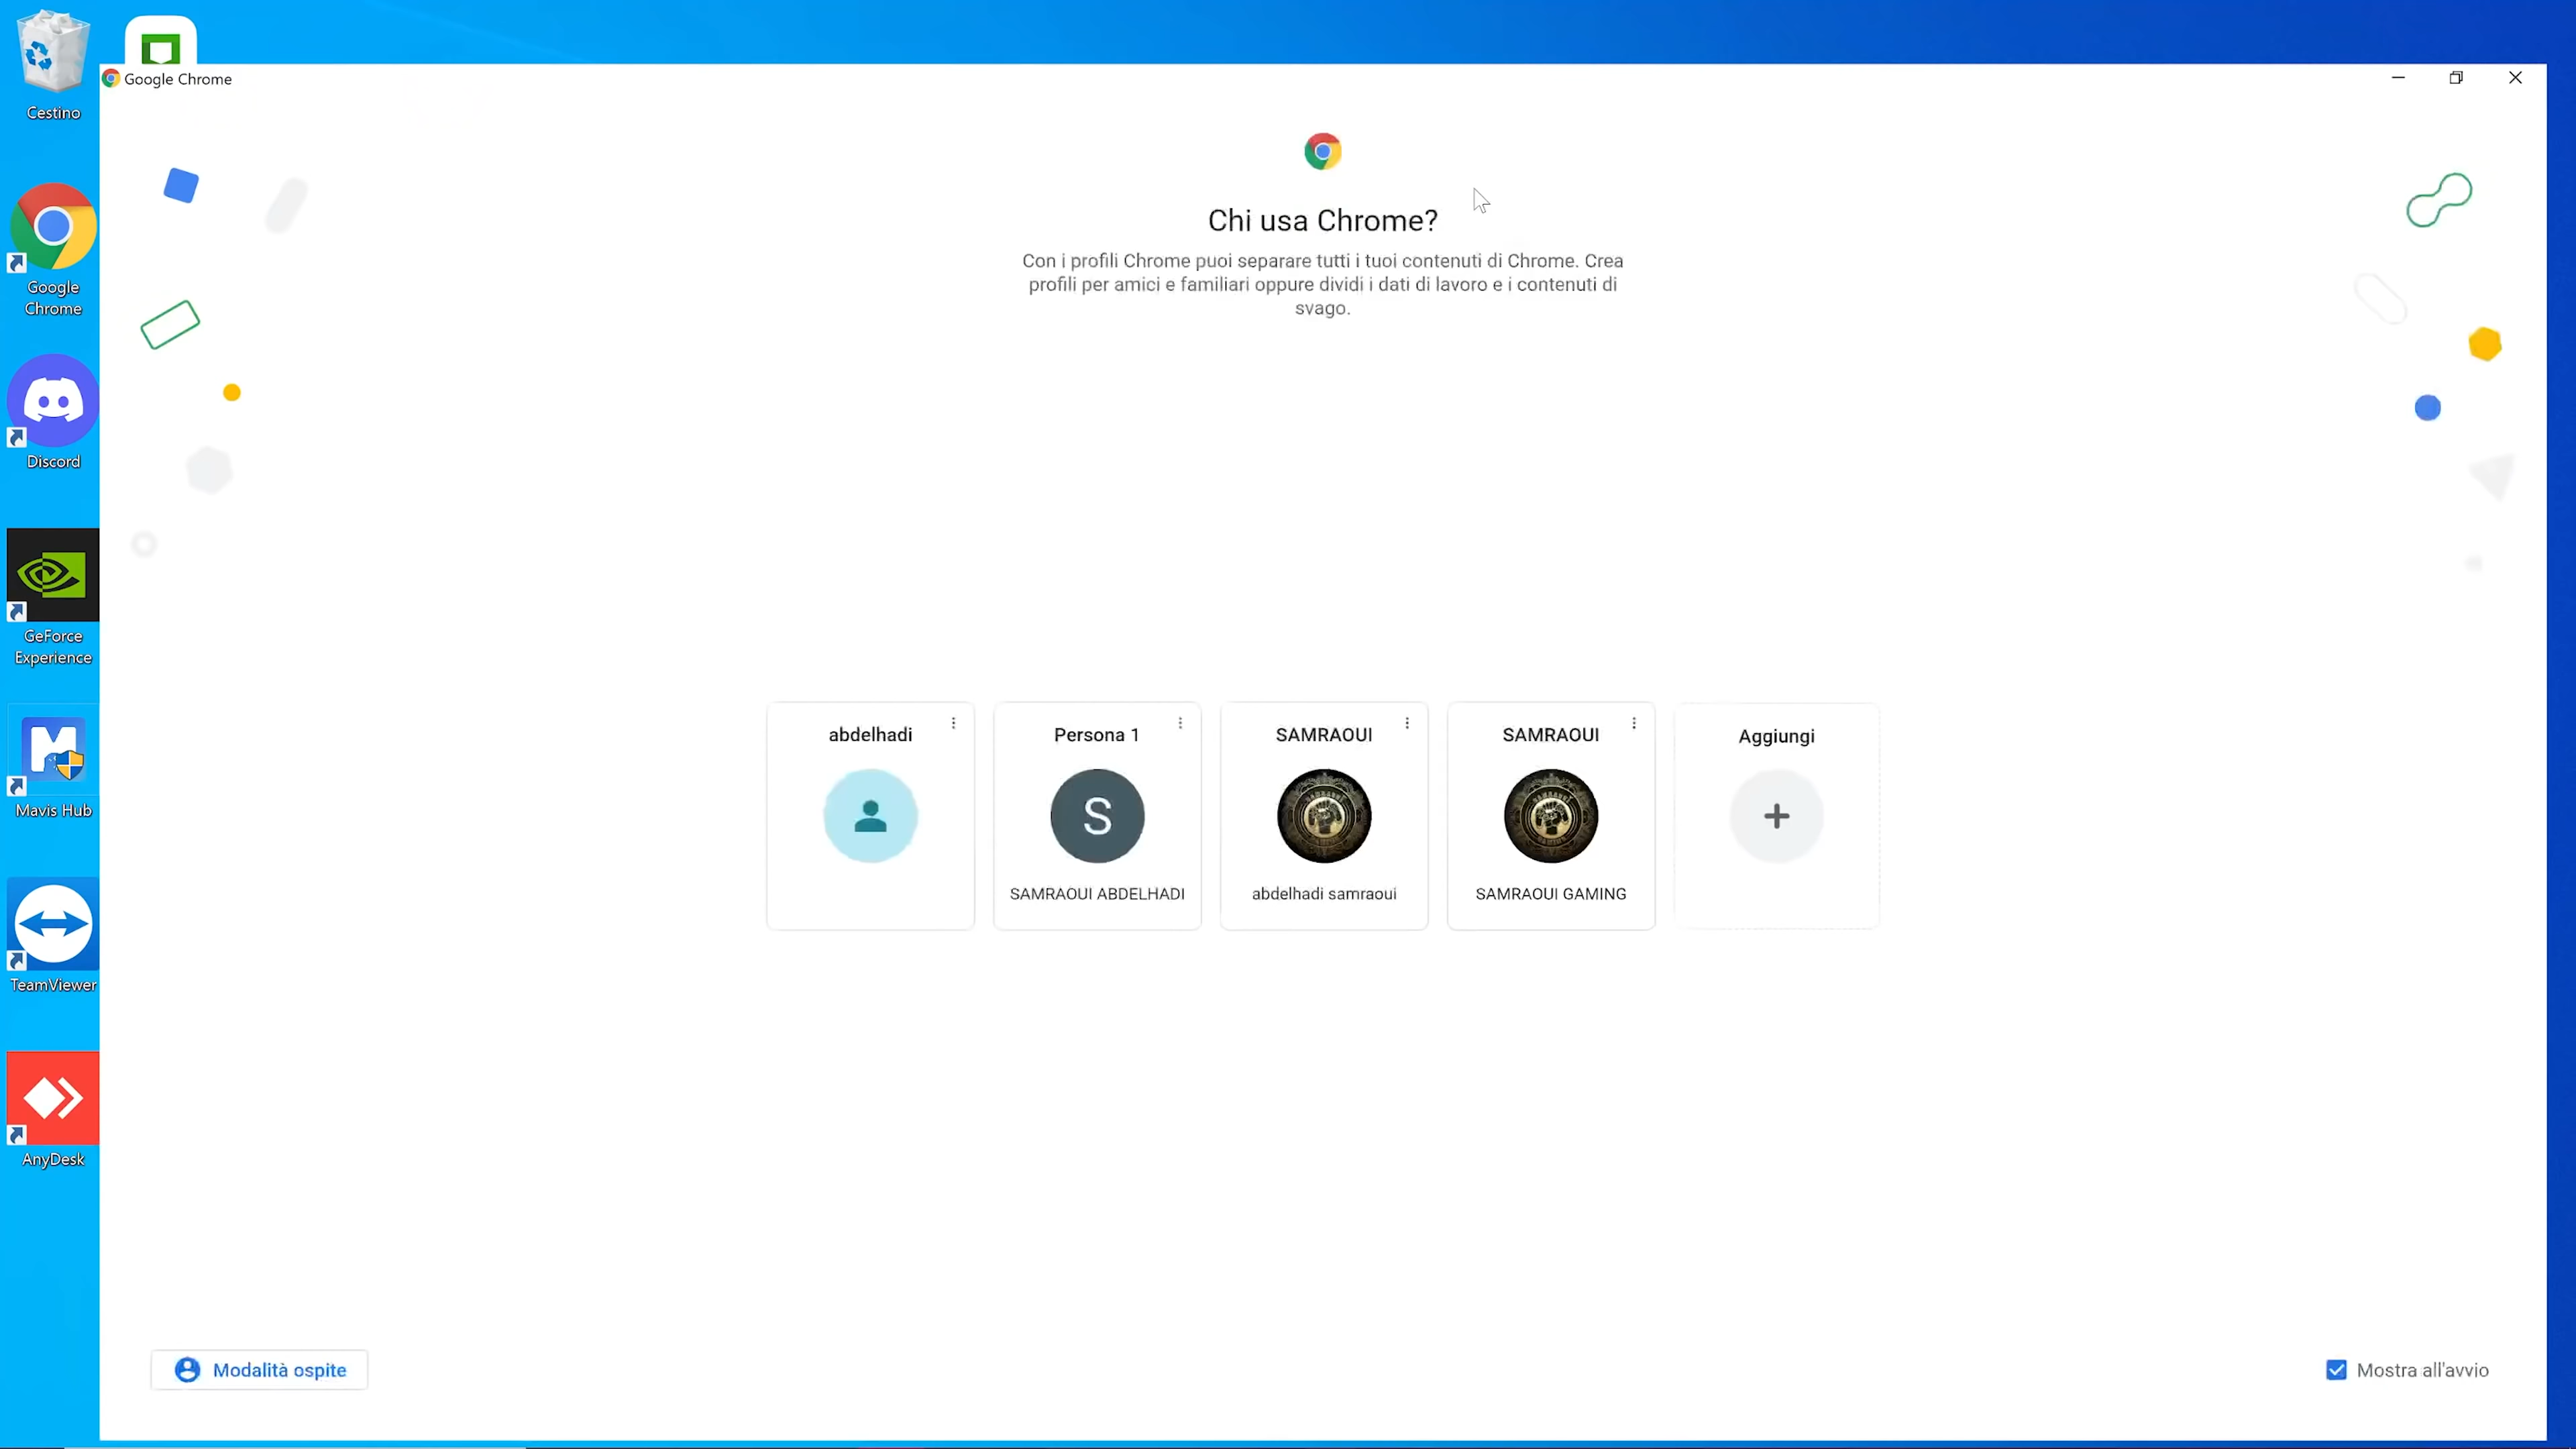 Cestino
Google Chrome
Google
Chrome
Discord
GeForce
Experience
Mavis Hub
TeamViewer
AnyDesk
Chi usa Chrome?
Con i profili Chrome puoi separare tutti i tuoi contenuti di Chrome. Crea
profili per amici e familiari oppure dividi i dati di lavoro e i contenuti di
svago.
abdelhadi
Persona 1
S
SAMRAOUI ABDELHADI
SAMRAOUI
abdelhadi samraoui
SAMRAOUI
SAMRAOUI GAMING
Aggiungi
Modalità ospite
Mostra all'avvio